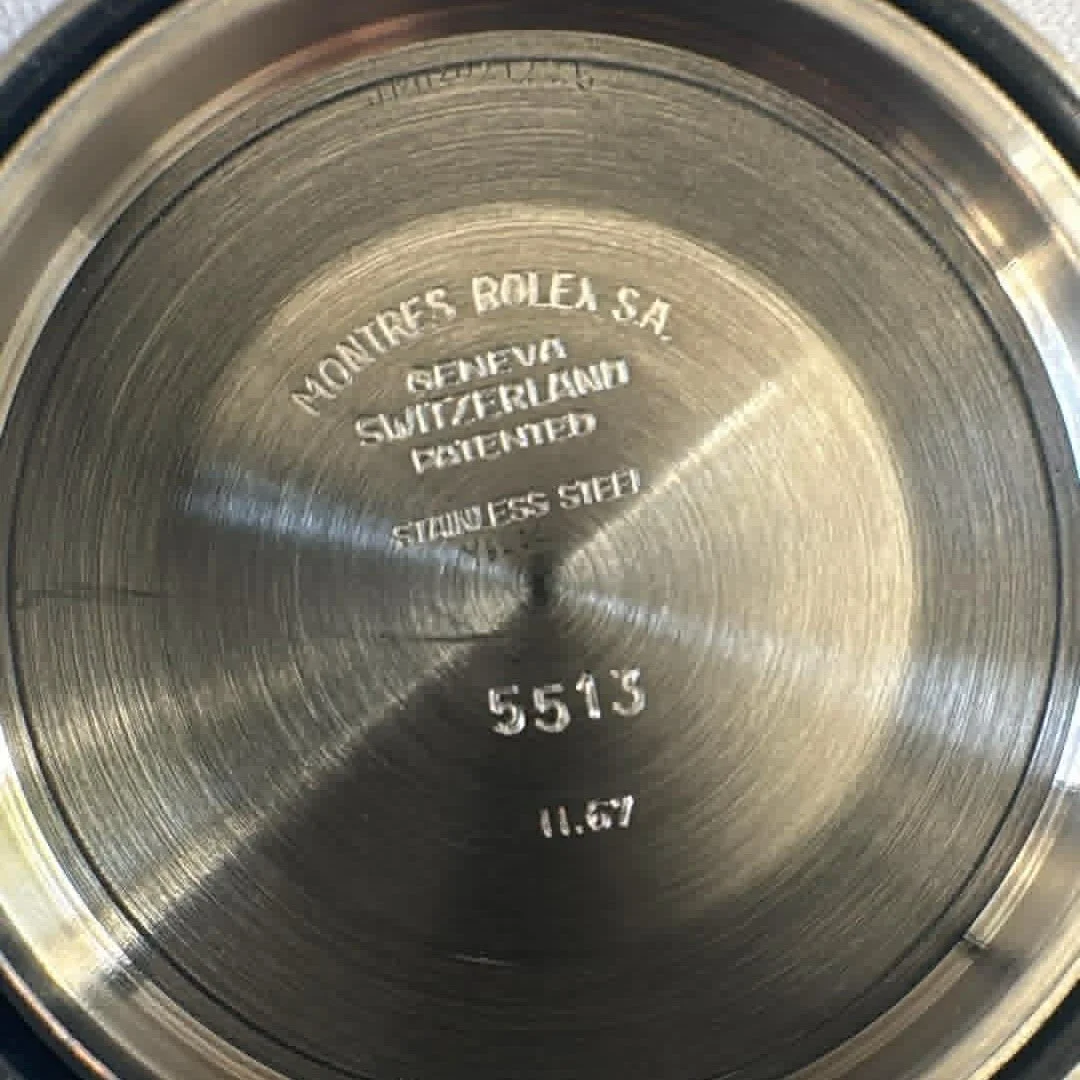 MONTRES ROLEX S.A.
GENEVA
SWITZERLAND
PATENTED
STAINLESS STEEL
5513
II.67